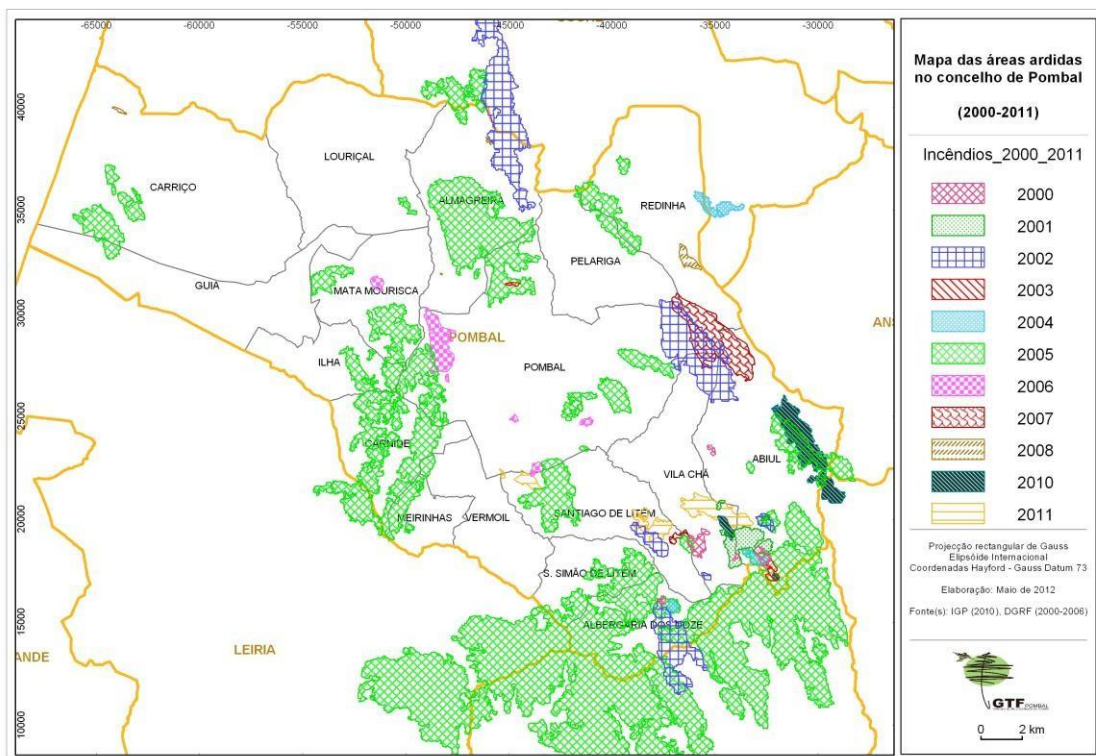 -65000 -60000 -55000 -50000 -45000 -40000 -35000 -30000
40000
35000
30000
25000
20000
15000
10000
LOURIÇAL
CARRIÇO
ALMAGREIRA
REDINHA
PELARIGA
GUIA
MATA MOURISCA
POMBAL
ANS
ILHA
POMBAL
CARNIDE
ABIUL
VILA CHÃ
MEIRINHAS
VERMOIL
SANTIAGO DE LITÉM
S. SIMÃO DE LITÉM
ALBERGARIA DOS DOZE
LEIRIA
ANDE
Mapa das áreas ardidas
no concelho de Pombal
(2000-2011)
Incêndios_2000_2011
2000
2001
2002
2003
2004
2005
2006
2007
2008
2010
2011
Projecção rectangular de Gauss
Elipsóide Internacional
Coordenadas Hayford - Gauss Datum 73
Elaboração: Maio de 2012
Fonte(s): IGP (2010), DGRF (2000-2006)
GTF POMBAL
0 2 km